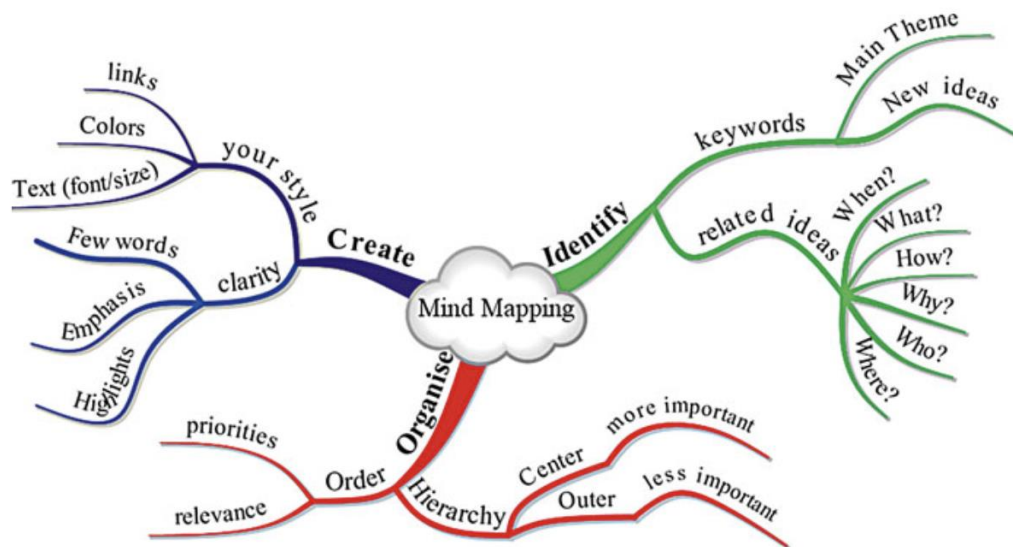 Mind Mapping
Create
your style
links
Colors
Text (font/size)
clarity
Few words
Emphasis
Highlights
Identify
keywords
Main Theme
New ideas
related ideas
When?
What?
How?
Why?
Who?
Where?
Organise
Order
priorities
relevance
Hierarchy
Center
more important
Outer
less important